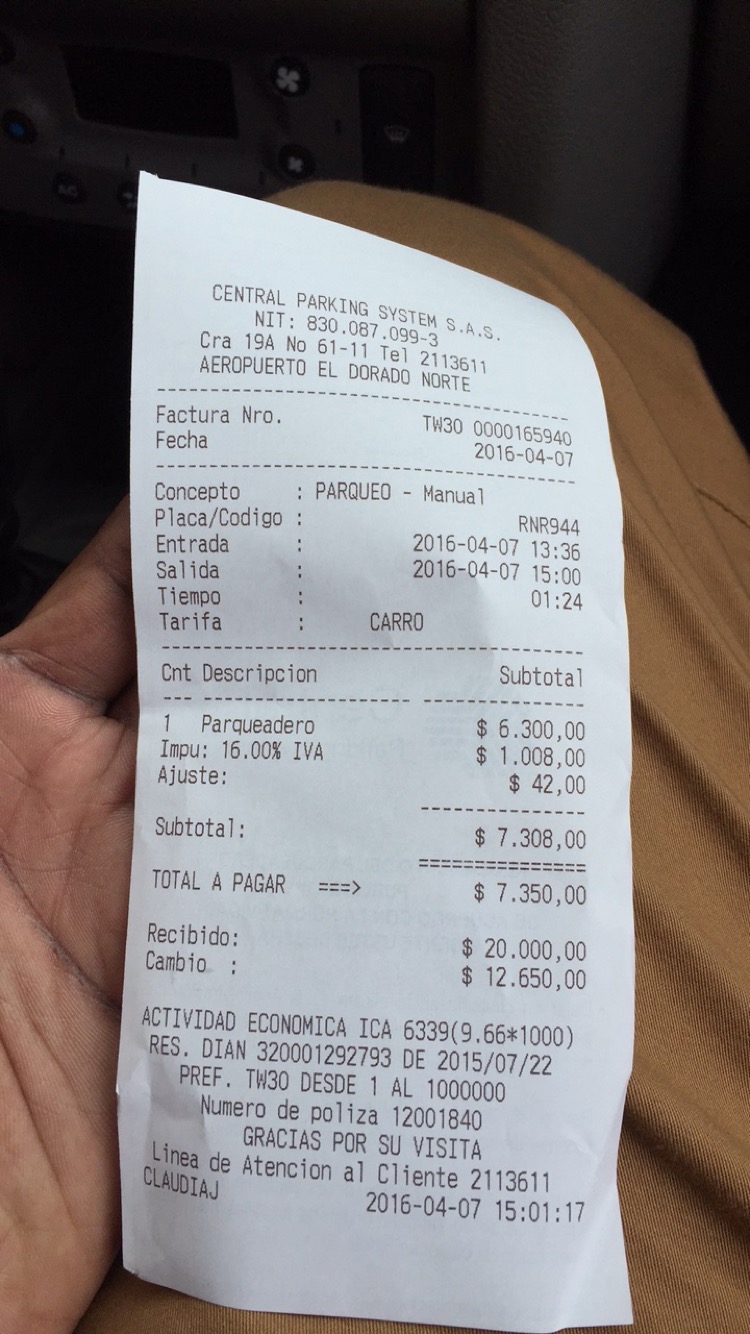 CENTRAL PARKING SYSTEM S.A.S.
NIT: 830.087.099-3
Cra 19A No 61-11 Tel 2113611
AEROPUERTO EL DORADO NORTE
Factura Nro. TW30 0000165940
Fecha 2016-04-07
Concepto : PARQUEO - Manual
Placa/Codigo : RNR944
Entrada : 2016-04-07 13:36
Salida : 2016-04-07 15:00
Tiempo : 01:24
Tarifa : CARRO
Cnt Descripcion Subtotal
1 Parqueadero $ 6.300,00
Impu: 16.00% IVA $ 1.008,00
Ajuste: $ 42,00
Subtotal: $ 7.308,00
TOTAL A PAGAR ===> $ 7.350,00
Recibido: $ 20.000,00
Cambio : $ 12.650,00
ACTIVIDAD ECONOMICA ICA 6339(9.66*1000)
RES. DIAN 320001292793 DE 2015/07/22
PREF. TW30 DESDE 1 AL 1000000
Numero de poliza 12001840
GRACIAS POR SU VISITA
Linea de Atencion al Cliente 2113611
CLAUDIAJ 2016-04-07 15:01:17